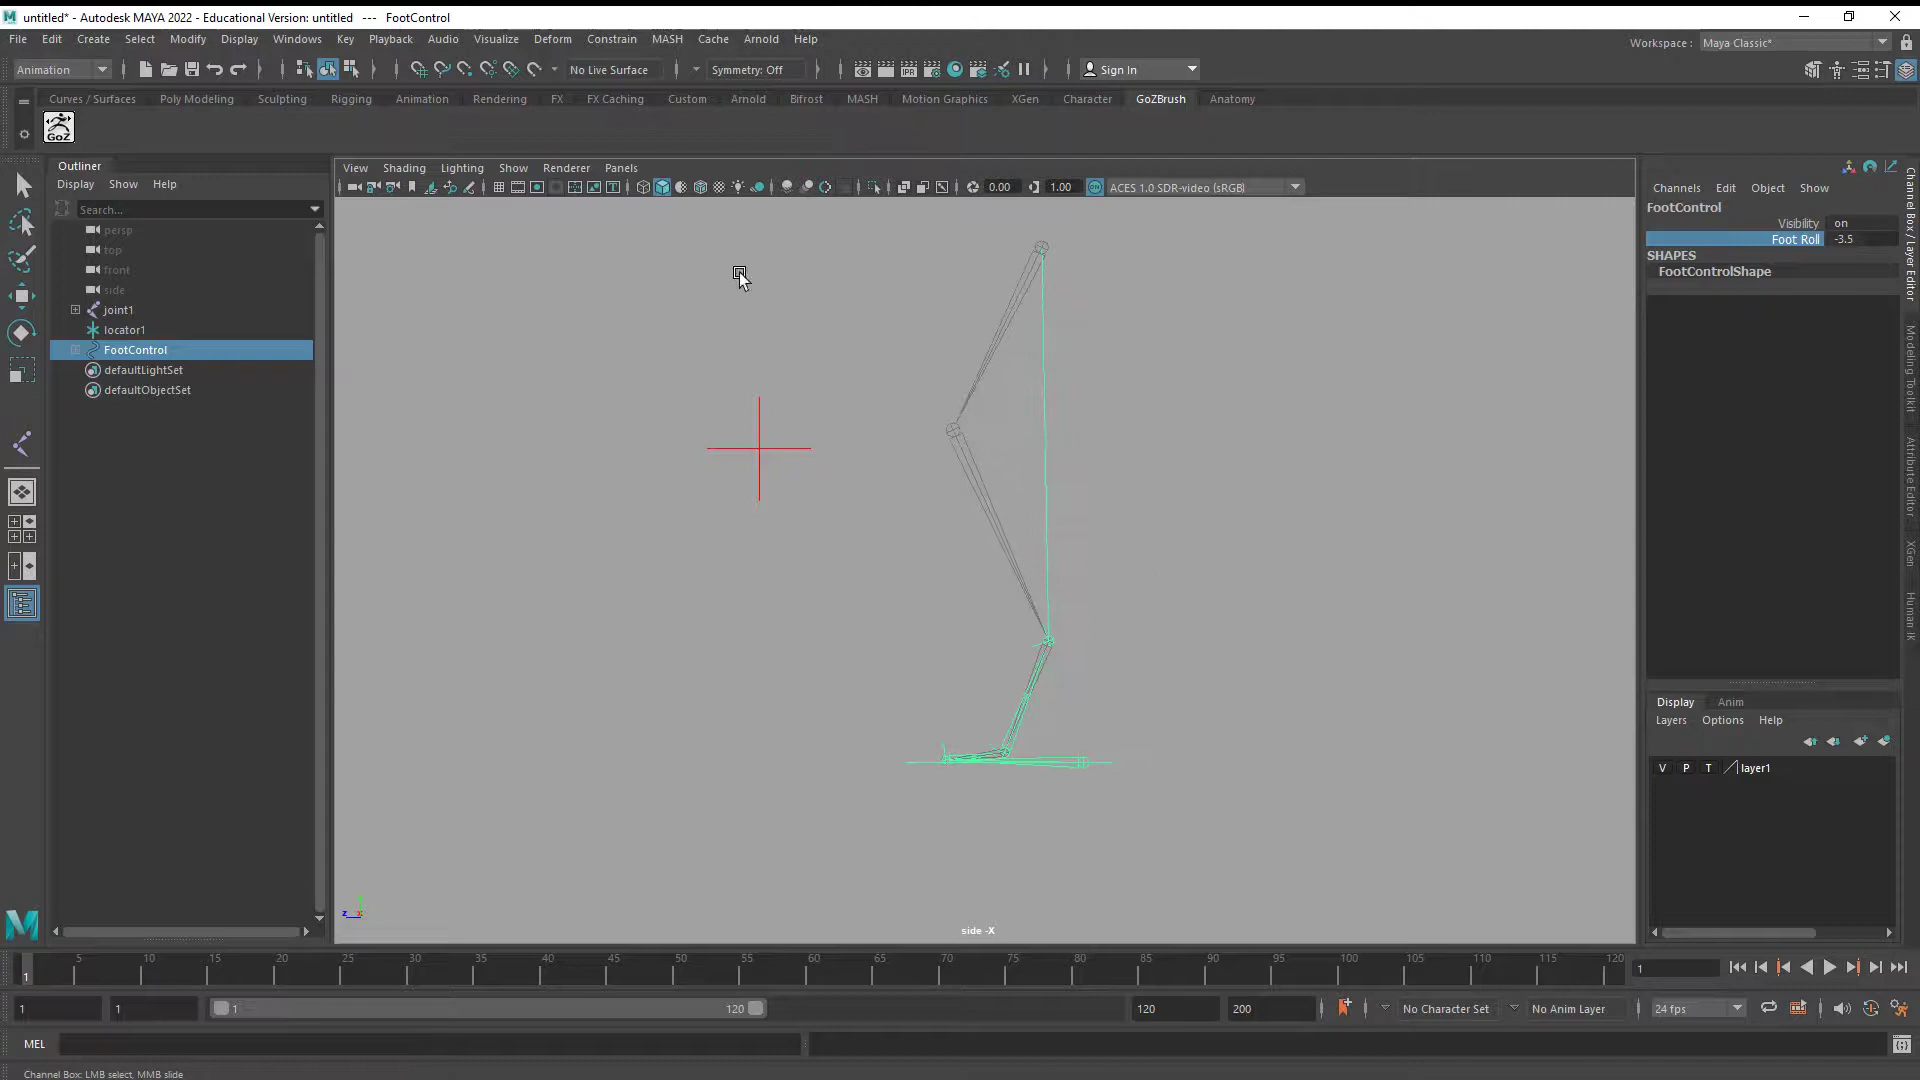 untitled* - Autodesk MAYA 2022 - Educational Version: untitled --- FootControl
File Edit Create Select Modify Display Windows Key Playback Audio Visualize Deform Constrain MASH Cache Arnold Help
Workspace : Maya Classic*
Animation No Live Surface Symmetry: Off Sign In
IPR
Curves / Surfaces Poly Modeling Sculpting Rigging Animation Rendering FX FX Caching Custom Arnold Bifrost MASH Motion Graphics XGen Character GoZBrush Anatomy
GoZ
Outliner
Display Show Help
Search...
persp
top
front
side
joint1
locator1
FootControl
defaultLightSet
defaultObjectSet
View Shading Lighting Show Renderer Panels
0.00 1.00 ON ACES 1.0 SDR-video (sRGB)
z x
side -X
Channels Edit Object Show
FootControl
Visibility on
Foot Roll -3.5
SHAPES
FootControlShape
Channel Box / Layer Editor
Modeling Toolkit
Attribute Editor
XGen
Human IK
Display Anim
Layers Options Help
V P T layer1
5 10 15 20 25 30 35 40 45 50 55 60 65 70 75 80 85 90 95 100 105 110 115 120
1 1
1 1 1 120 120 200 No Character Set No Anim Layer 24 fps
MEL
Channel Box: LMB select, MMB slide